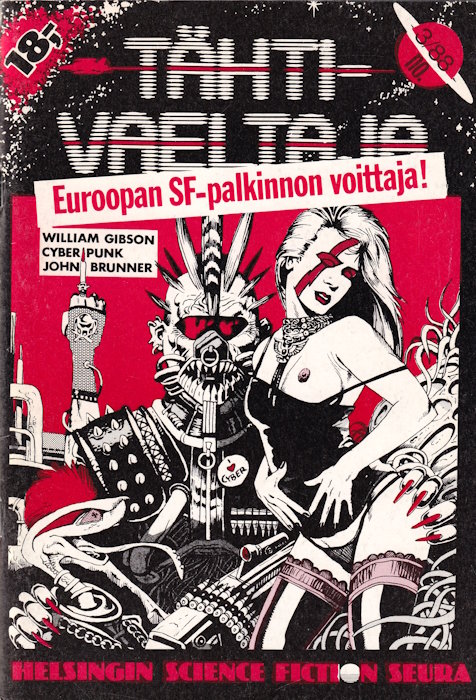 18,-
3/88
mk.
TÄHTI-
VAELTAJA
Euroopan SF-palkinnon voittaja!
WILLIAM GIBSON
CYBERPUNK
JOHN BRUNNER
I ♥
CYBER
HELSINGIN SCIENCE FICTION SEURA